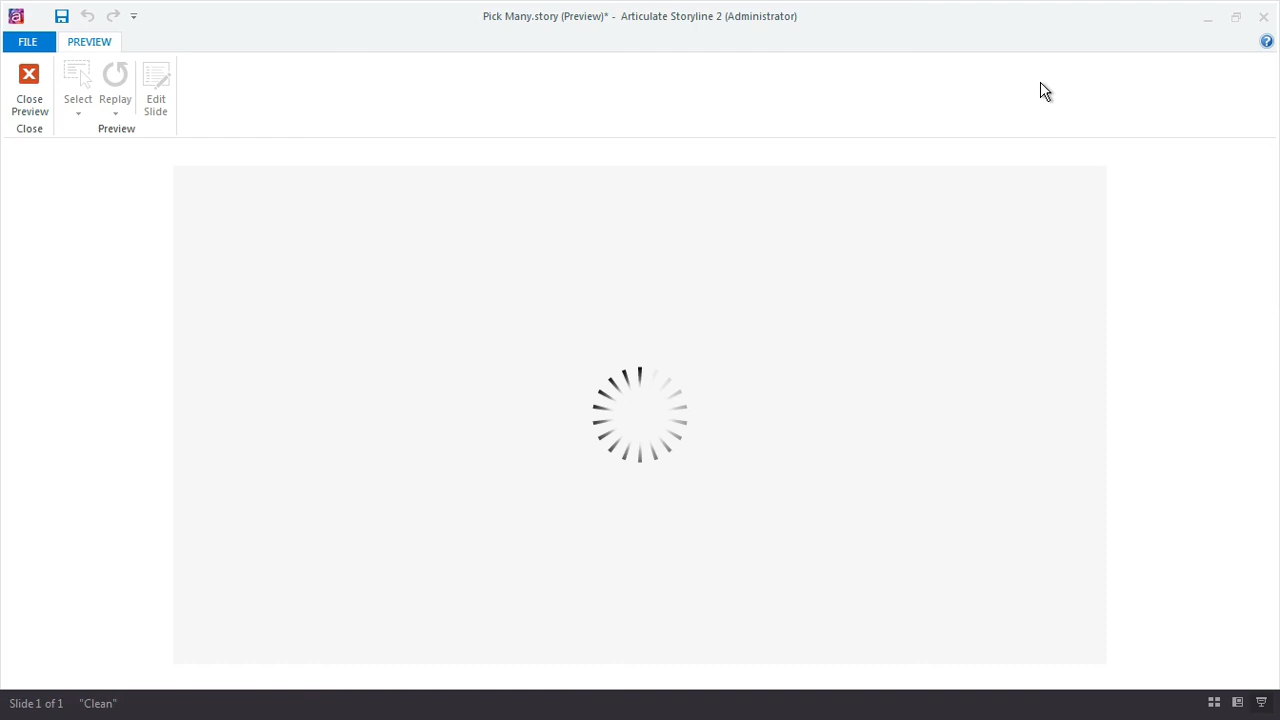 Pick Many.story (Preview)* - Articulate Storyline 2 (Administrator)
FILE
PREVIEW
Close Preview
Select
Replay
Edit Slide
Close
Preview
Slide 1 of 1
"Clean"